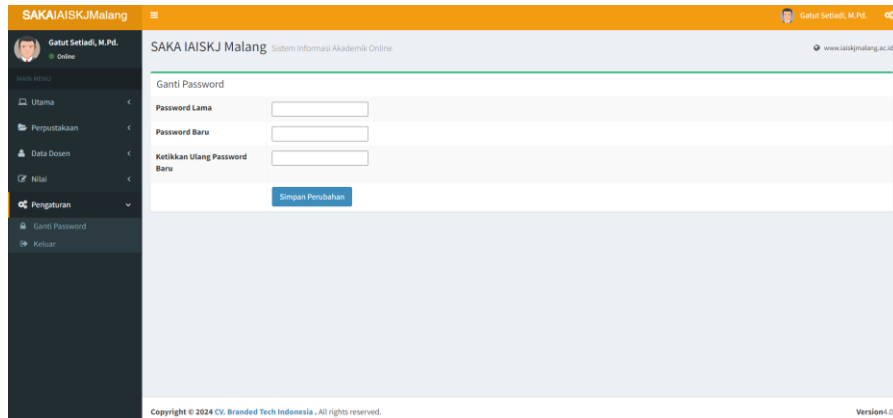 SAKAIAISKJMalang
Gatut Setiadi, M.Pd.
Gatut Setiadi, M.Pd.
Online
SAKA IAISKJ Malang Sistem Informasi Akademik Online
www.iaiskjmalang.ac.id
MAIN MENU
Utama
Perpustakaan
Data Dosen
Nilai
Pengaturan
Ganti Password
Keluar
Ganti Password
Password Lama
Password Baru
Ketikkan Ulang Password
Baru
Simpan Perubahan
Copyright © 2024 CV. Branded Tech Indonesia . All rights reserved.
Version4.0